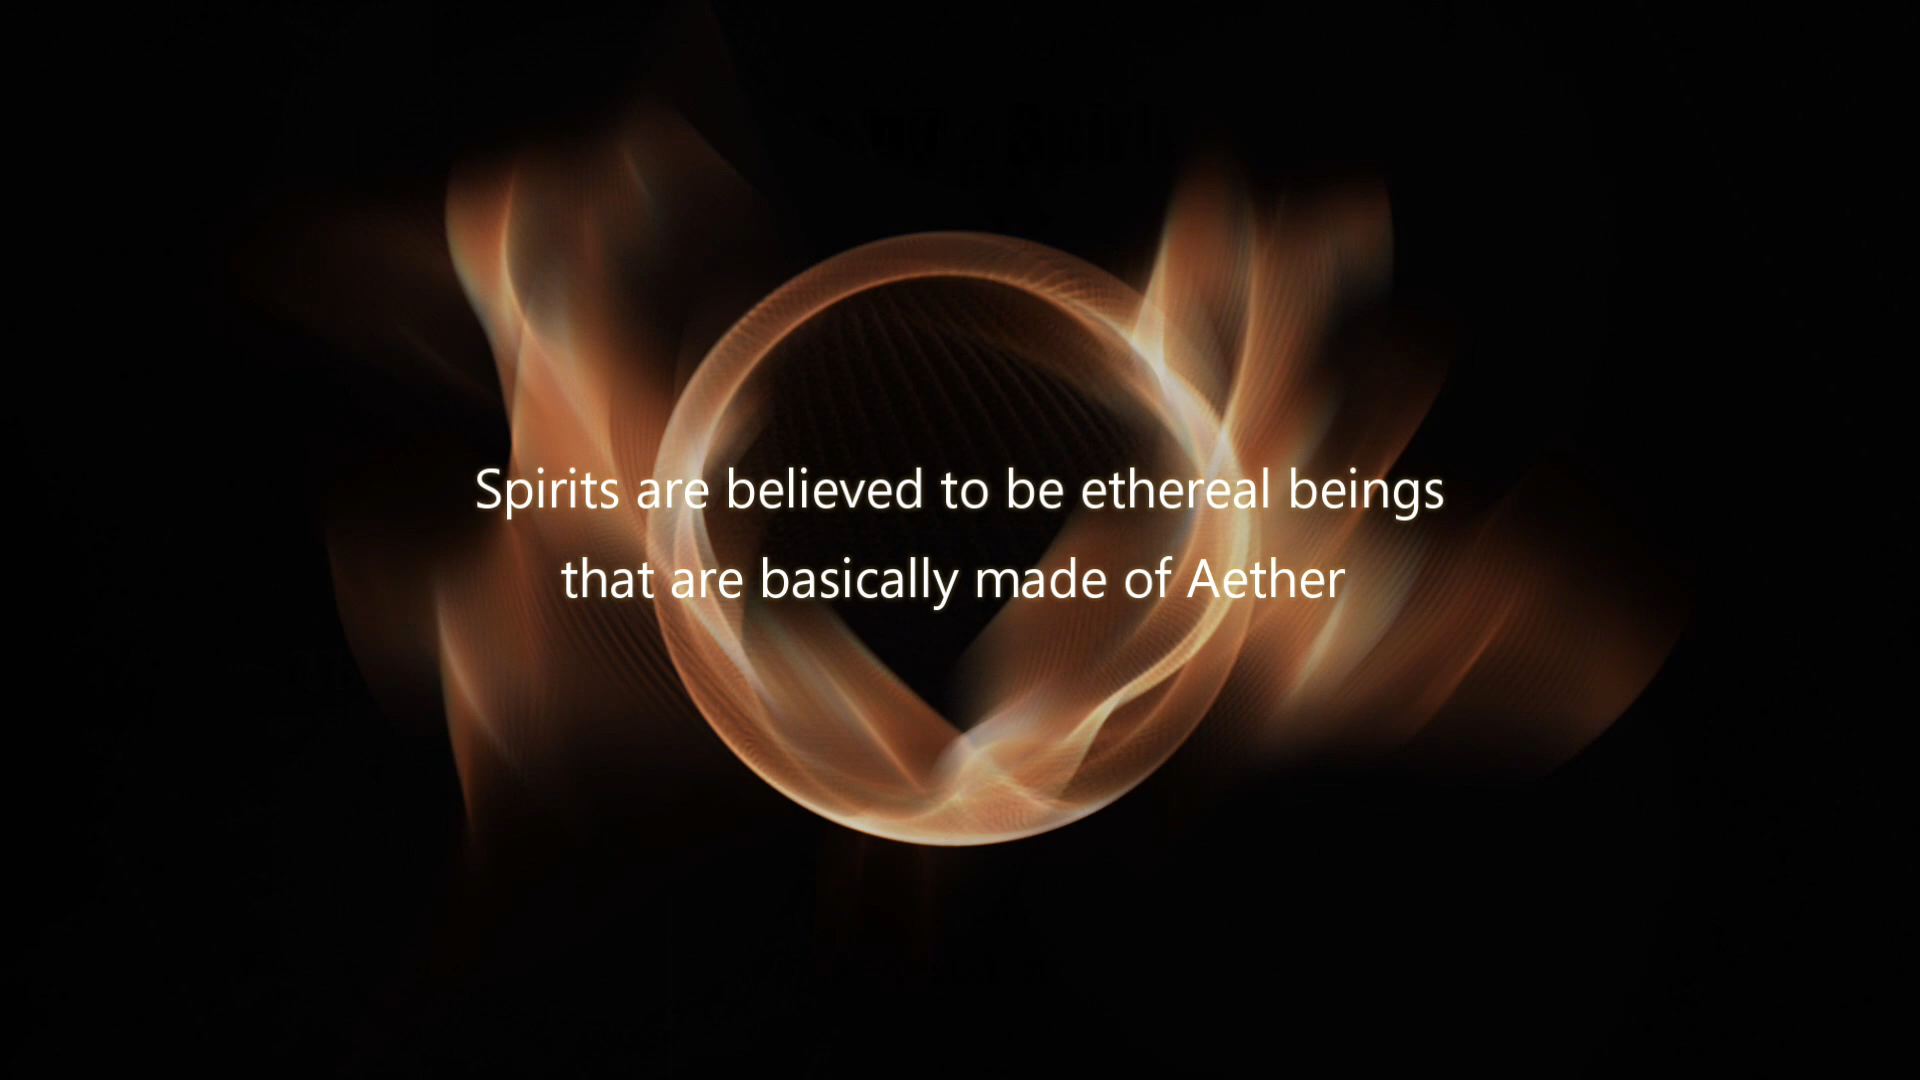 Spirits are believed to be ethereal beings
that are basically made of Aether